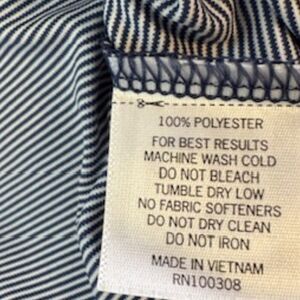 100% POLYESTER
FOR BEST RESULTS
MACHINE WASH COLD
DO NOT BLEACH
TUMBLE DRY LOW
NO FABRIC SOFTENERS
DO NOT DRY CLEAN
DO NOT IRON
MADE IN VIETNAM
RN100308